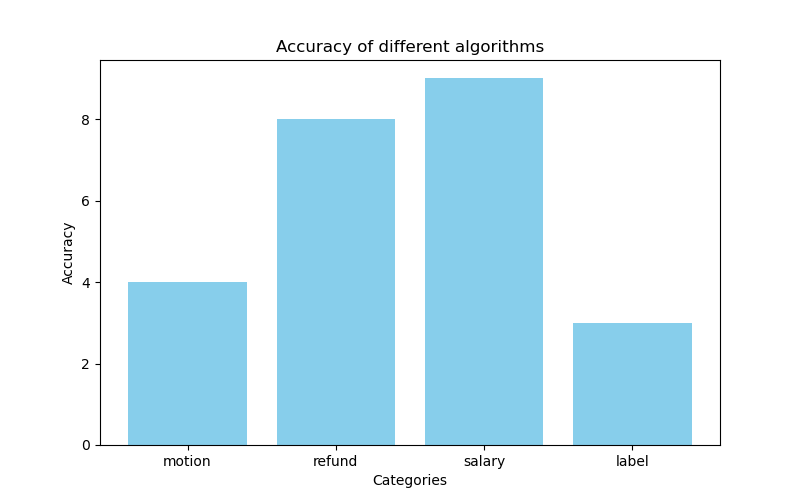 Accuracy of different algorithms
Accuracy
8
6
4
2
0
motion refund salary label
Categories